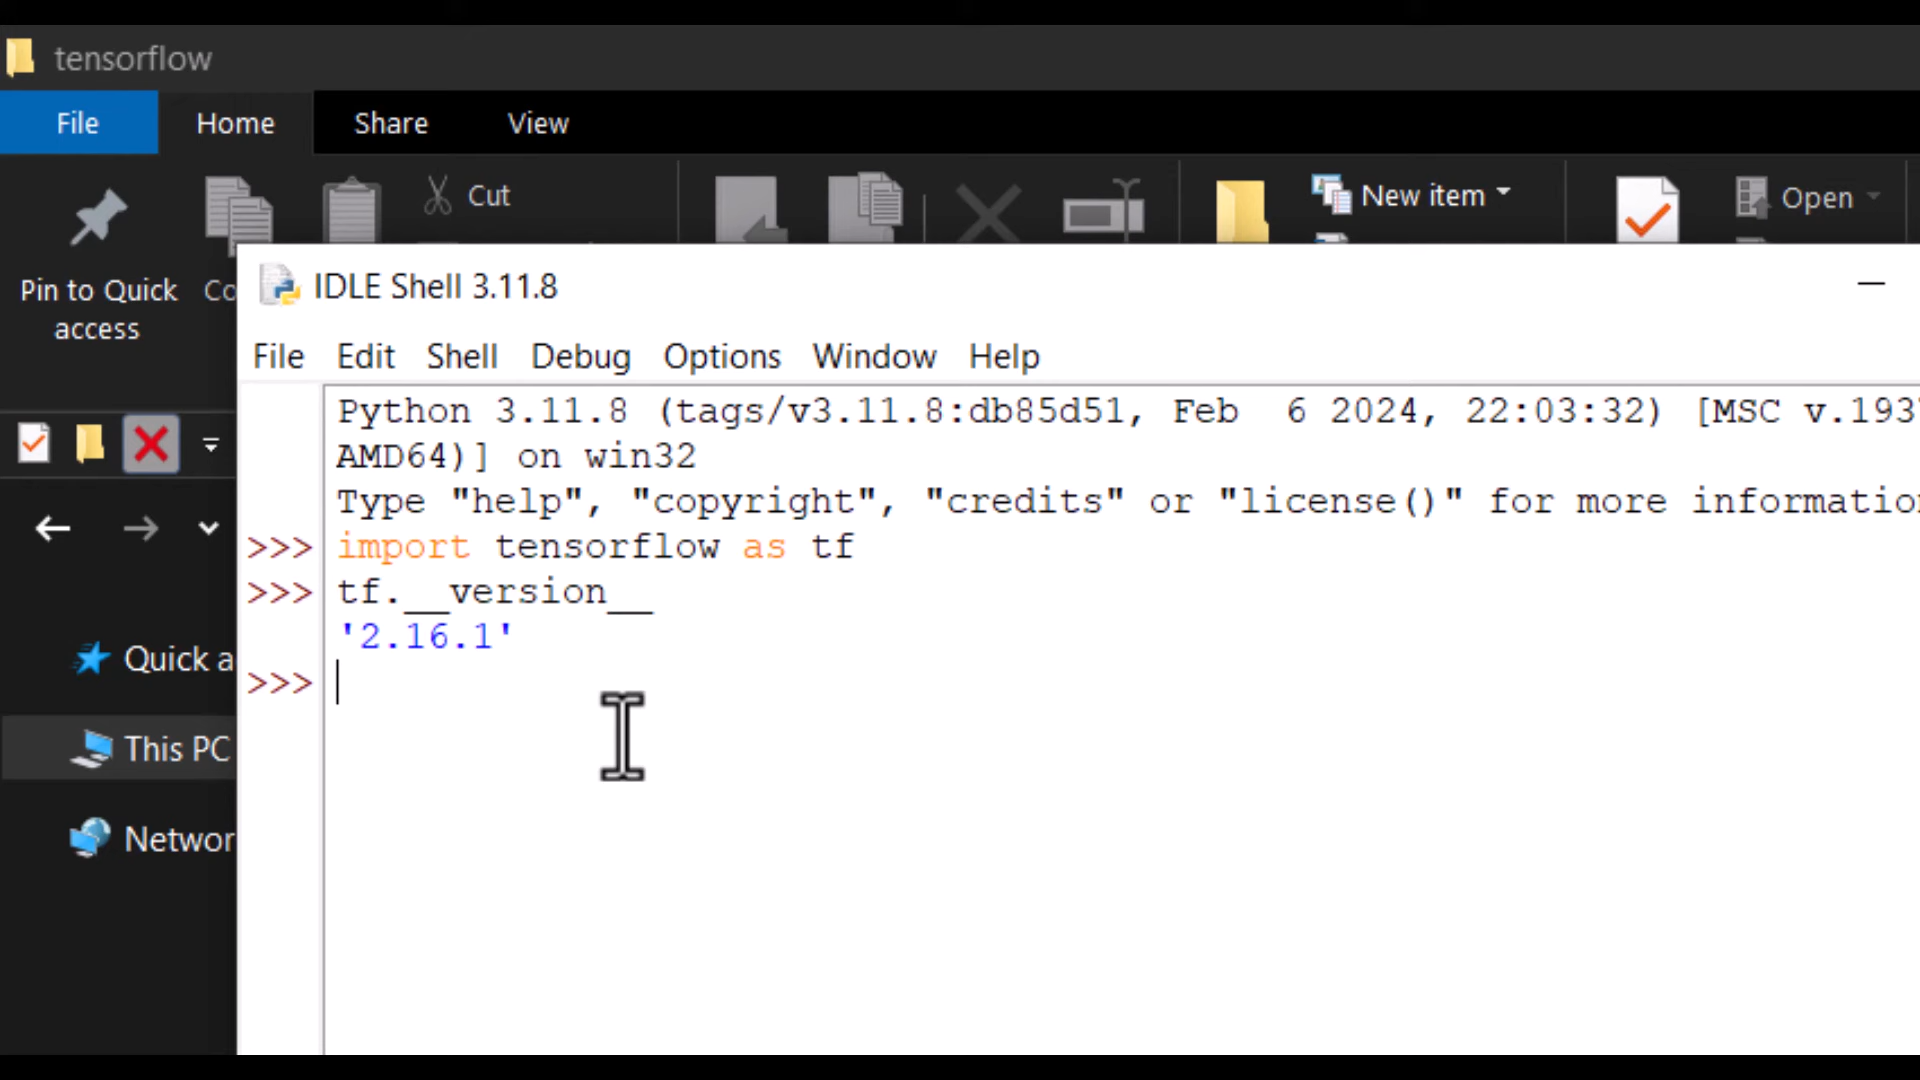 tensorflow
File Home Share View
Cut
New item
Open
Pin to Quick access
IDLE Shell 3.11.8
File Edit Shell Debug Options Window Help
Python 3.11.8 (tags/v3.11.8:db85d51, Feb  6 2024, 22:03:32) [MSC v.193
AMD64)] on win32
Type "help", "copyright", "credits" or "license()" for more
>>> import tensorflow as tf
>>> tf.__version__
'2.16.1'
>>>
Quick a
This PC